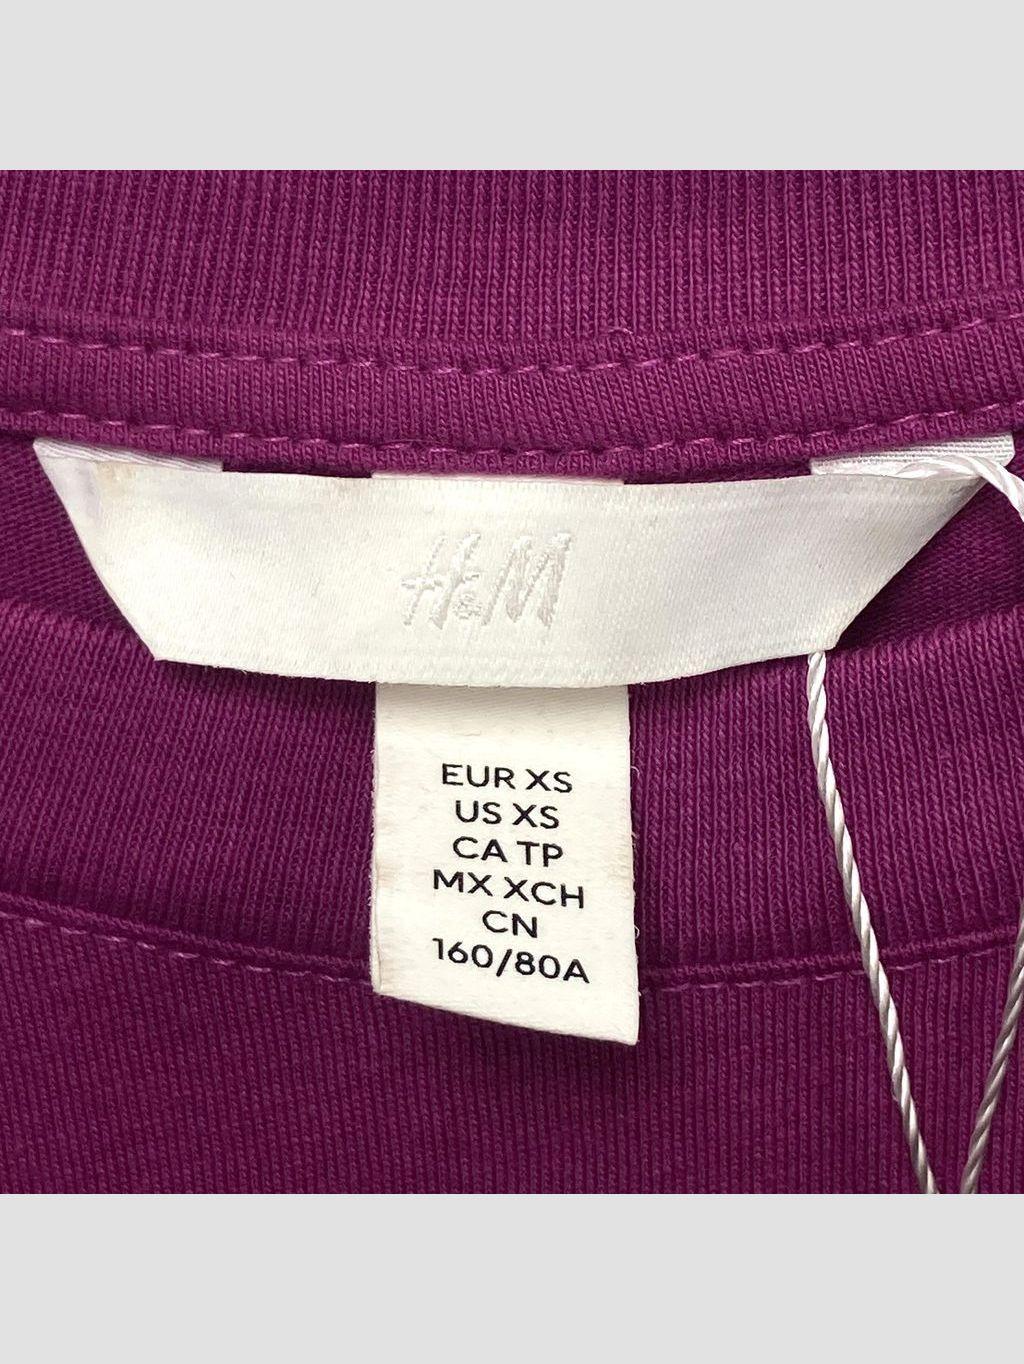 H&M
EUR XS
US XS
CA TP
MX XCH
CN
160/80A